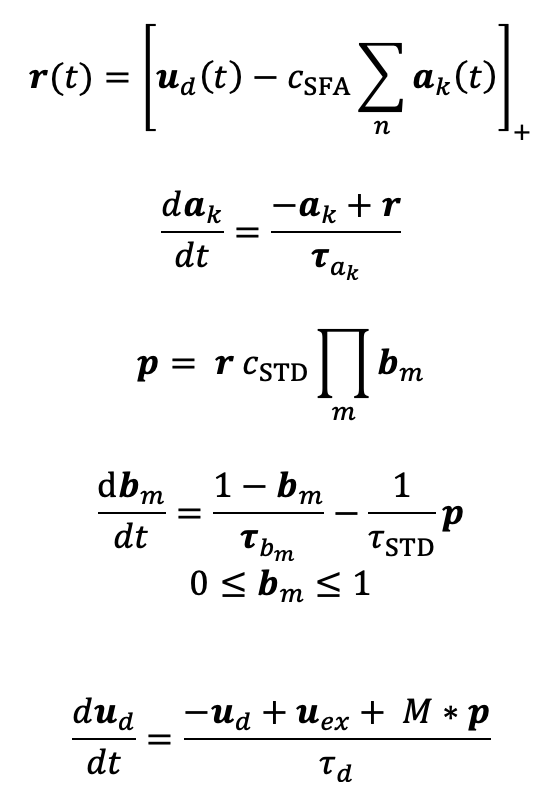 r(t) = [u_d(t) − c_SFA ∑_n a_k(t)]_+
da_k/dt = (−a_k + r)/τ_{a_k}
p = r c_STD ∏_m b_m
db_m/dt = (1 − b_m)/τ_{b_m} − (1/τ_STD) p
0 ≤ b_m ≤ 1
du_d/dt = (−u_d + u_ex + M * p)/τ_d